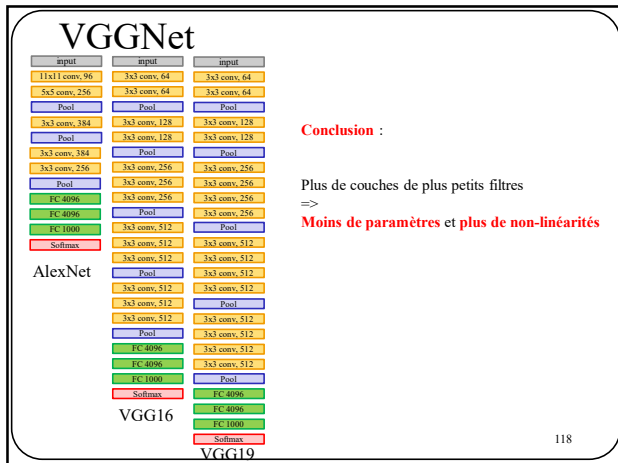 VGGNet
input
11x11 conv, 96
5x5 conv, 256
Pool
3x3 conv, 384
Pool
3x3 conv, 384
3x3 conv, 256
Pool
FC 4096
FC 4096
FC 1000
Softmax
AlexNet
input
3x3 conv, 64
3x3 conv, 64
Pool
3x3 conv, 128
3x3 conv, 128
Pool
3x3 conv, 256
3x3 conv, 256
3x3 conv, 256
Pool
3x3 conv, 512
3x3 conv, 512
3x3 conv, 512
Pool
3x3 conv, 512
3x3 conv, 512
3x3 conv, 512
Pool
FC 4096
FC 4096
FC 1000
Softmax
VGG16
input
3x3 conv, 64
3x3 conv, 64
Pool
3x3 conv, 128
3x3 conv, 128
Pool
3x3 conv, 256
3x3 conv, 256
3x3 conv, 256
3x3 conv, 256
Pool
3x3 conv, 512
3x3 conv, 512
3x3 conv, 512
3x3 conv, 512
Pool
3x3 conv, 512
3x3 conv, 512
3x3 conv, 512
3x3 conv, 512
Pool
FC 4096
FC 4096
FC 1000
Softmax
VGG19
Conclusion :
Plus de couches de plus petits filtres
=>
Moins de paramètres et plus de non-linéarités
118